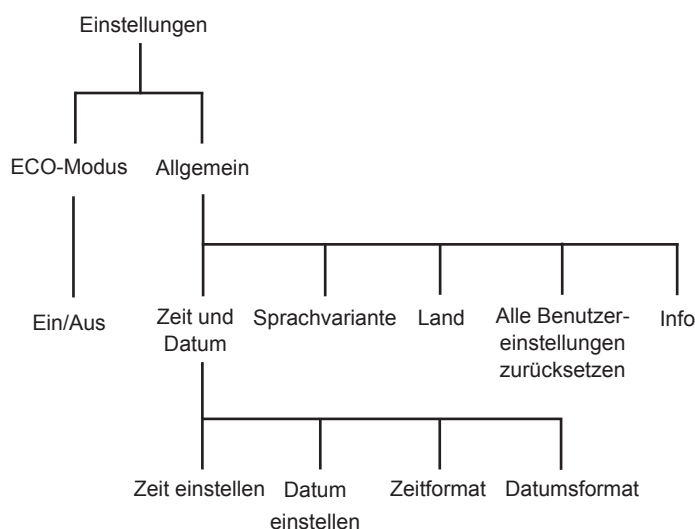 Einstellungen
ECO-Modus
Allgemein
Ein/Aus
Zeit und
Datum
Sprachvariante
Land
Alle Benutzer-
einstellungen
zurücksetzen
Info
Zeit einstellen
Datum
einstellen
Zeitformat
Datumsformat